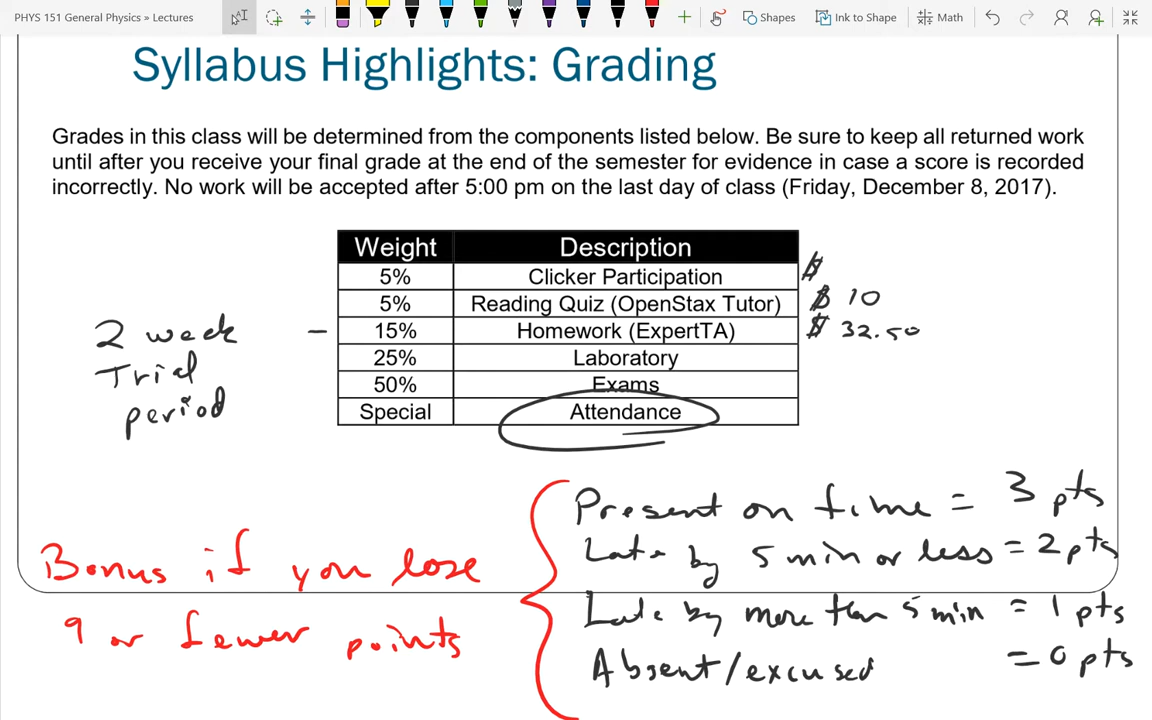 PHYS 151 General Physics » Lectures
Shapes Ink to Shape Math
Syllabus Highlights: Grading
Grades in this class will be determined from the components listed below. Be sure to keep all returned work
until after you receive your final grade at the end of the semester for evidence in case a score is recorded
incorrectly. No work will be accepted after 5:00 pm on the last day of class (Friday, December 8, 2017).
Weight Description
5% Clicker Participation $
5% Reading Quiz (OpenStax Tutor) $ 10
15% Homework (ExpertTA) $ 32.50
25% Laboratory
50% Exams
Special Attendance
2 week
Trial
period
Present on time = 3 pts
Late by 5 min or less = 2 pts
Late by more than 5 min = 1 pts
Absent/excused = 0 pts
Bonus if you lose
9 or fewer points